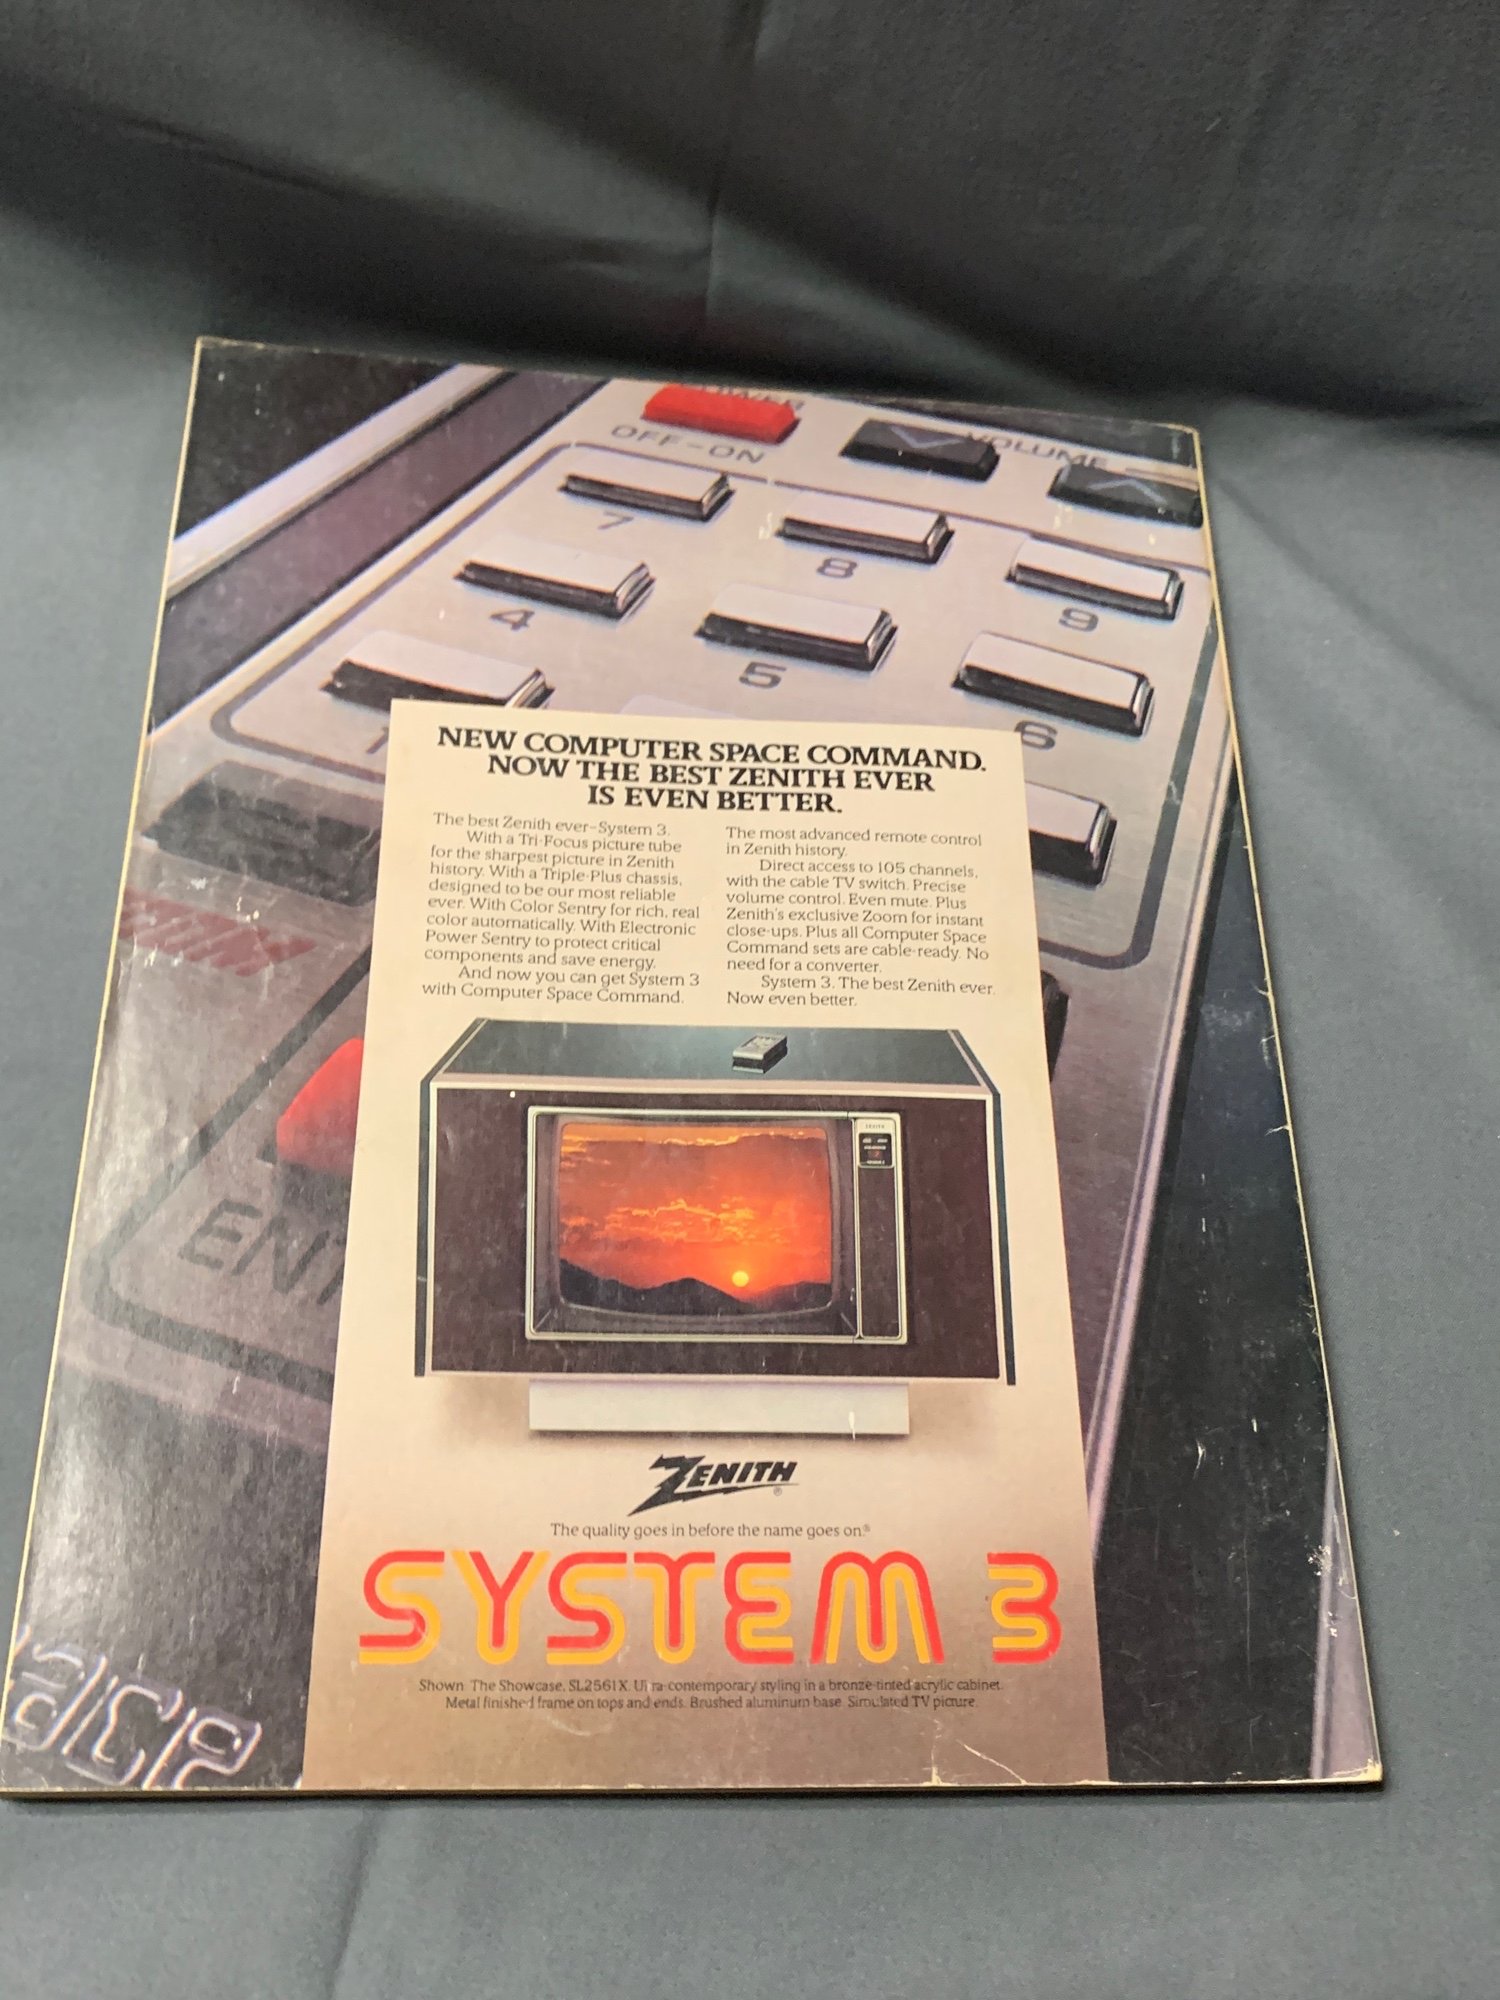 POWER
OFF-ON
VOLUME
7
8
9
4
5
6
1
NEW COMPUTER SPACE COMMAND.
NOW THE BEST ZENITH EVER
IS EVEN BETTER.
The best Zenith ever–System 3.
With a Tri-Focus picture tube
for the sharpest picture in Zenith
history. With a Triple-Plus chassis,
designed to be our most reliable
ever. With Color Sentry for rich, real
color automatically. With Electronic
Power Sentry to protect critical
components and save energy.
And now you can get System 3
with Computer Space Command.
The most advanced remote control
in Zenith history.
Direct access to 105 channels,
with the cable TV switch. Precise
volume control. Even mute. Plus
Zenith's exclusive Zoom for instant
close-ups. Plus all Computer Space
Command sets are cable-ready. No
need for a converter.
System 3. The best Zenith ever.
Now even better.
ENT
ZENITH
ZENITH®
The quality goes in before the name goes on.®
SYSTEM 3
Shown The Showcase, SL2561X. Ultra-contemporary styling in a bronze-tinted acrylic cabinet.
Metal finished frame on tops and ends. Brushed aluminum base. Simulated TV picture.